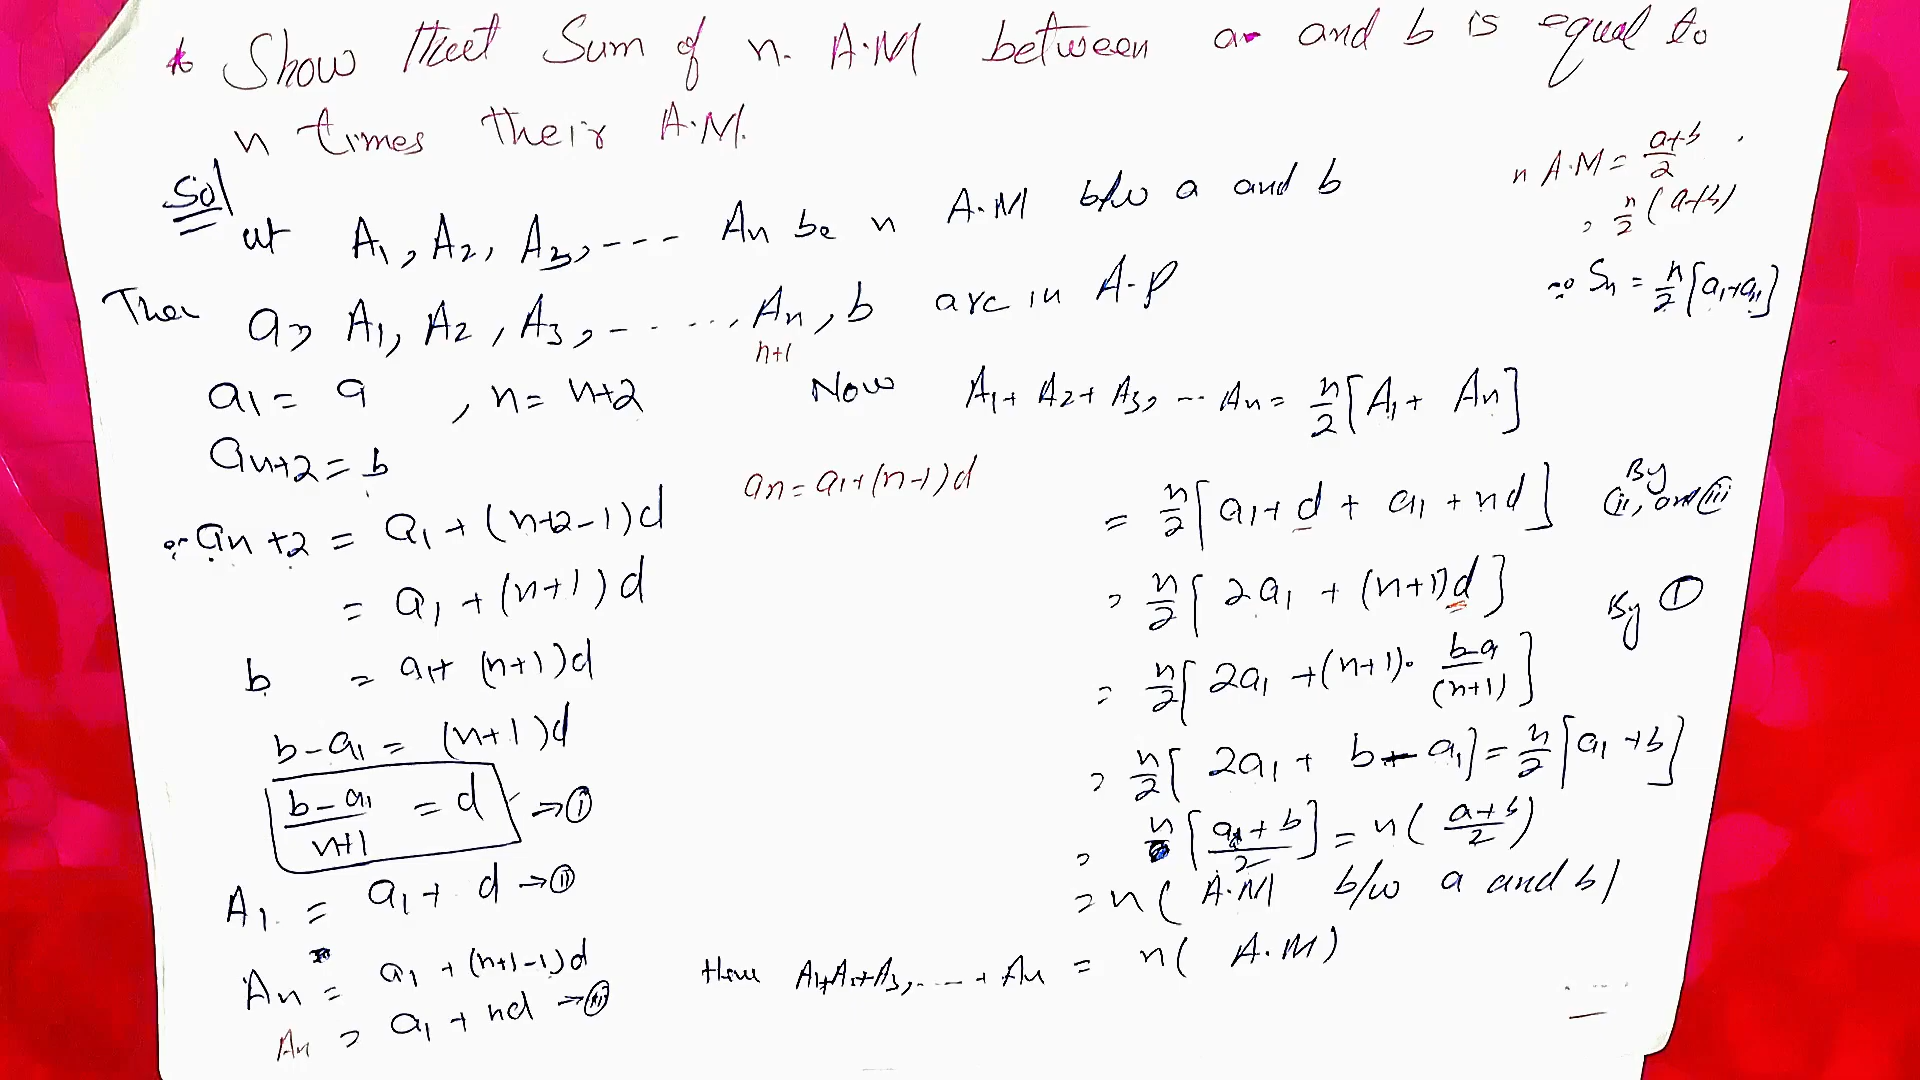 * Show that Sum of n. A.M between a and b is equal to
n times their A.M.
Sol
let A₁, A₂, A₃, --- An be n A.M b/w a and b
Then a, A₁, A₂, A₃, - . . ..., An, b are in A.P
n+1
a₁ = a , n = n+2
an+2 = b
an+2 = a₁ + (n+2-1)d
= a₁ + (n+1)d
b = a₁ + (n+1)d
b-a₁ = (n+1)d
(b-a₁)/(n+1) = d → ⓘ
A₁ = a₁ + d → ⓘⓘ
An = a₁ + (n+1-1)d
An = a₁ + nd → (iii)
an = a₁ + (n-1)d
n A.M = (a+b)/2
= n/2 (a+b)
∵ Sn = n/2 [a₁+an]
Now A₁+ A₂+ A₃, -- An = n/2 [A₁ + An]
= n/2 [a₁+d + a₁ + nd] By (ii, and (iii)
= n/2 [2a₁ + (n+1)d] By ①
= n/2 [2a₁ + (n+1). (b-a)/(n+1)]
= n/2 [2a₁ + b - a₁] = n/2 [a₁ + b]
= n [(a+b)/2] = n( (a+b)/2 )
= n( A.M b/w a and b)
A₁+A₂+A₃, .--- + An = n( A.M)